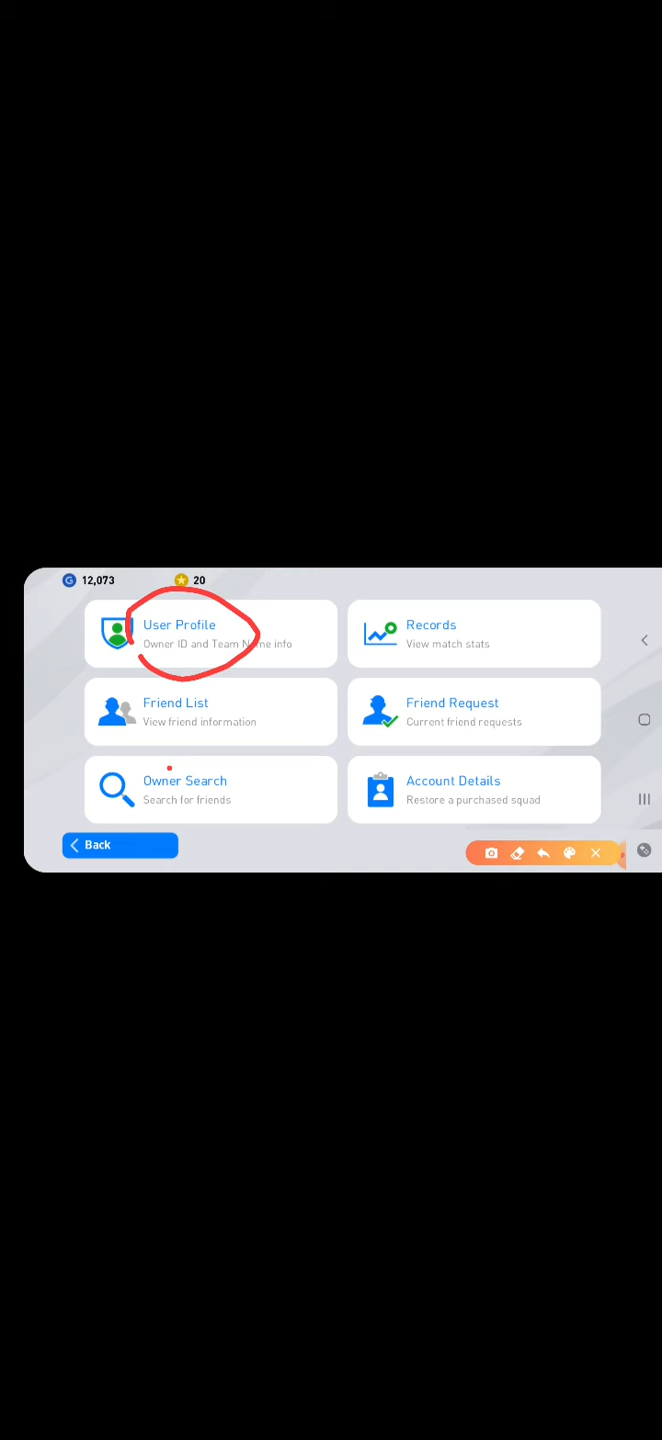 12,073
20
User Profile
Owner ID and Team Name info
Records
View match stats
Friend List
View friend information
Friend Request
Current friend requests
Owner Search
Search for friends
Account Details
Restore a purchased squad
Back